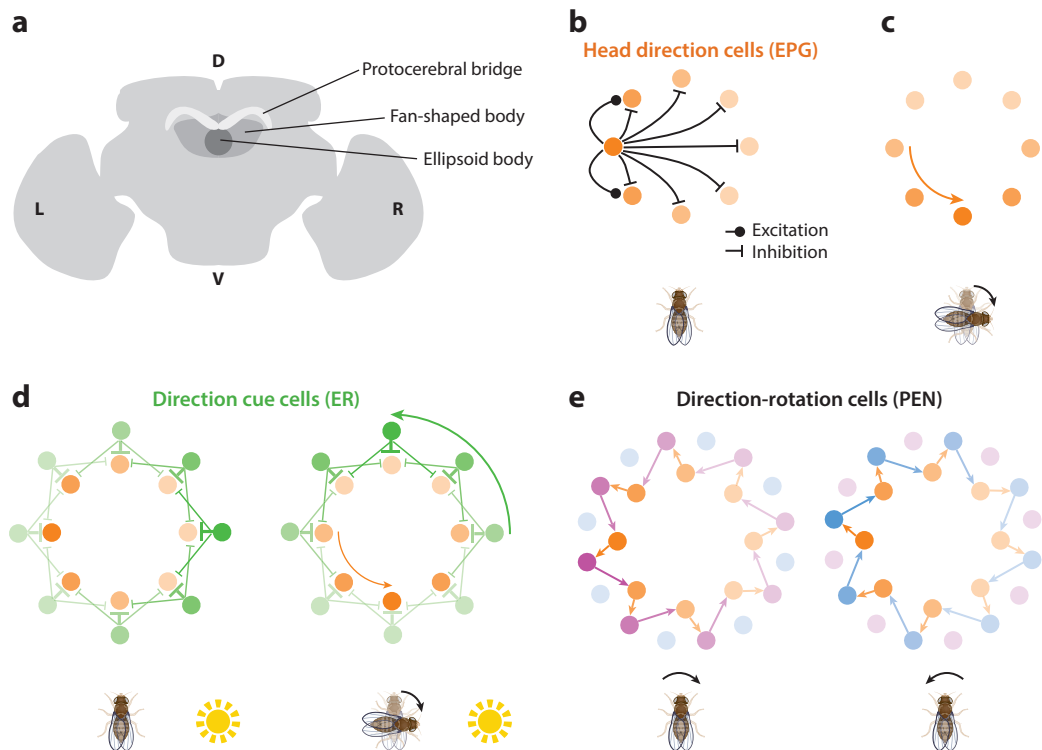 a
D
Protocerebral bridge
Fan-shaped body
Ellipsoid body
L
R
V
b
Head direction cells (EPG)
Excitation
Inhibition
c
d
Direction cue cells (ER)
e
Direction-rotation cells (PEN)